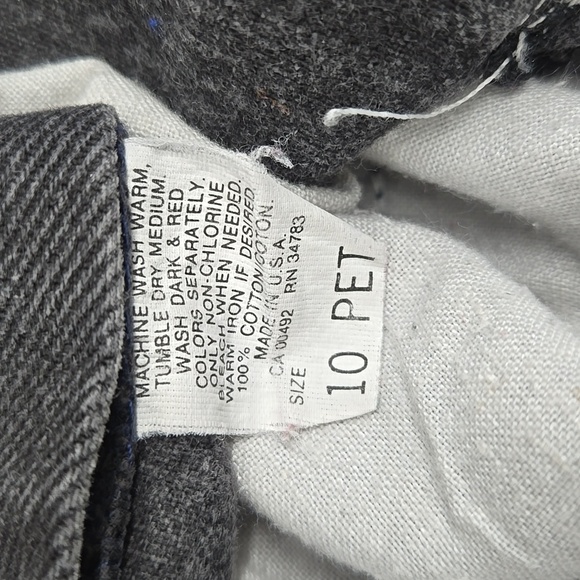 MACHINE WASH WARM,
TUMBLE DRY MEDIUM.
WASH DARK & RED
COLORS SEPARATELY.
ONLY NON-CHLORINE
BLEACH WHEN NEEDED.
WARM IRON IF DESIRED.
100% COTTON/COTON.
MADE IN U.S.A.
CA 00492 RN 34783
SIZE
10 PET